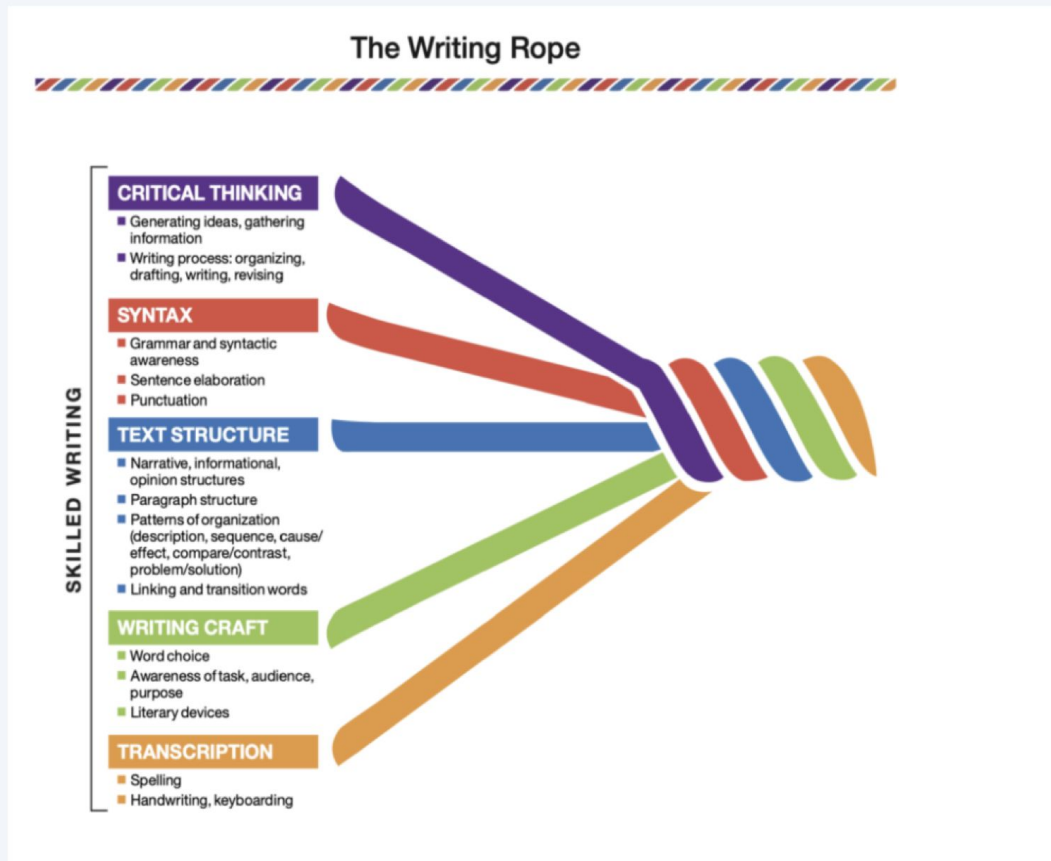 The Writing Rope
SKILLED WRITING
CRITICAL THINKING
Generating ideas, gathering
information
Writing process: organizing,
drafting, writing, revising
SYNTAX
Grammar and syntactic
awareness
Sentence elaboration
Punctuation
TEXT STRUCTURE
Narrative, informational,
opinion structures
Paragraph structure
Patterns of organization
(description, sequence, cause/
effect, compare/contrast,
problem/solution)
Linking and transition words
WRITING CRAFT
Word choice
Awareness of task, audience,
purpose
Literary devices
TRANSCRIPTION
Spelling
Handwriting, keyboarding